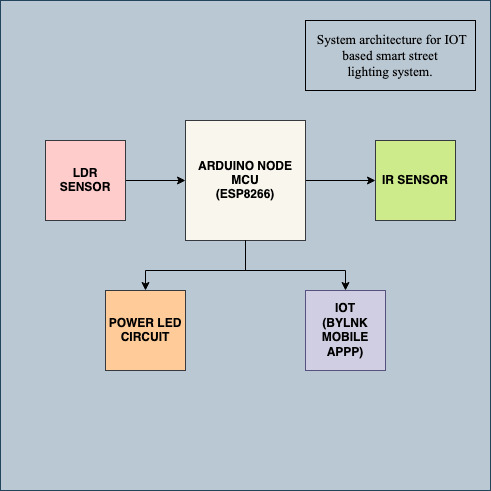 System architecture for IOT
based smart street
lighting system.
LDR
SENSOR
ARDUINO NODE
MCU
(ESP8266)
IR SENSOR
POWER LED
CIRCUIT
IOT
(BYLNK
MOBILE
APPP)